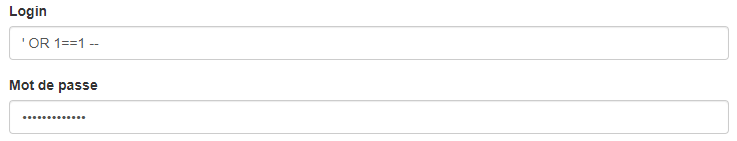 Login
' OR 1==1 --
Mot de passe
•••••••••••••